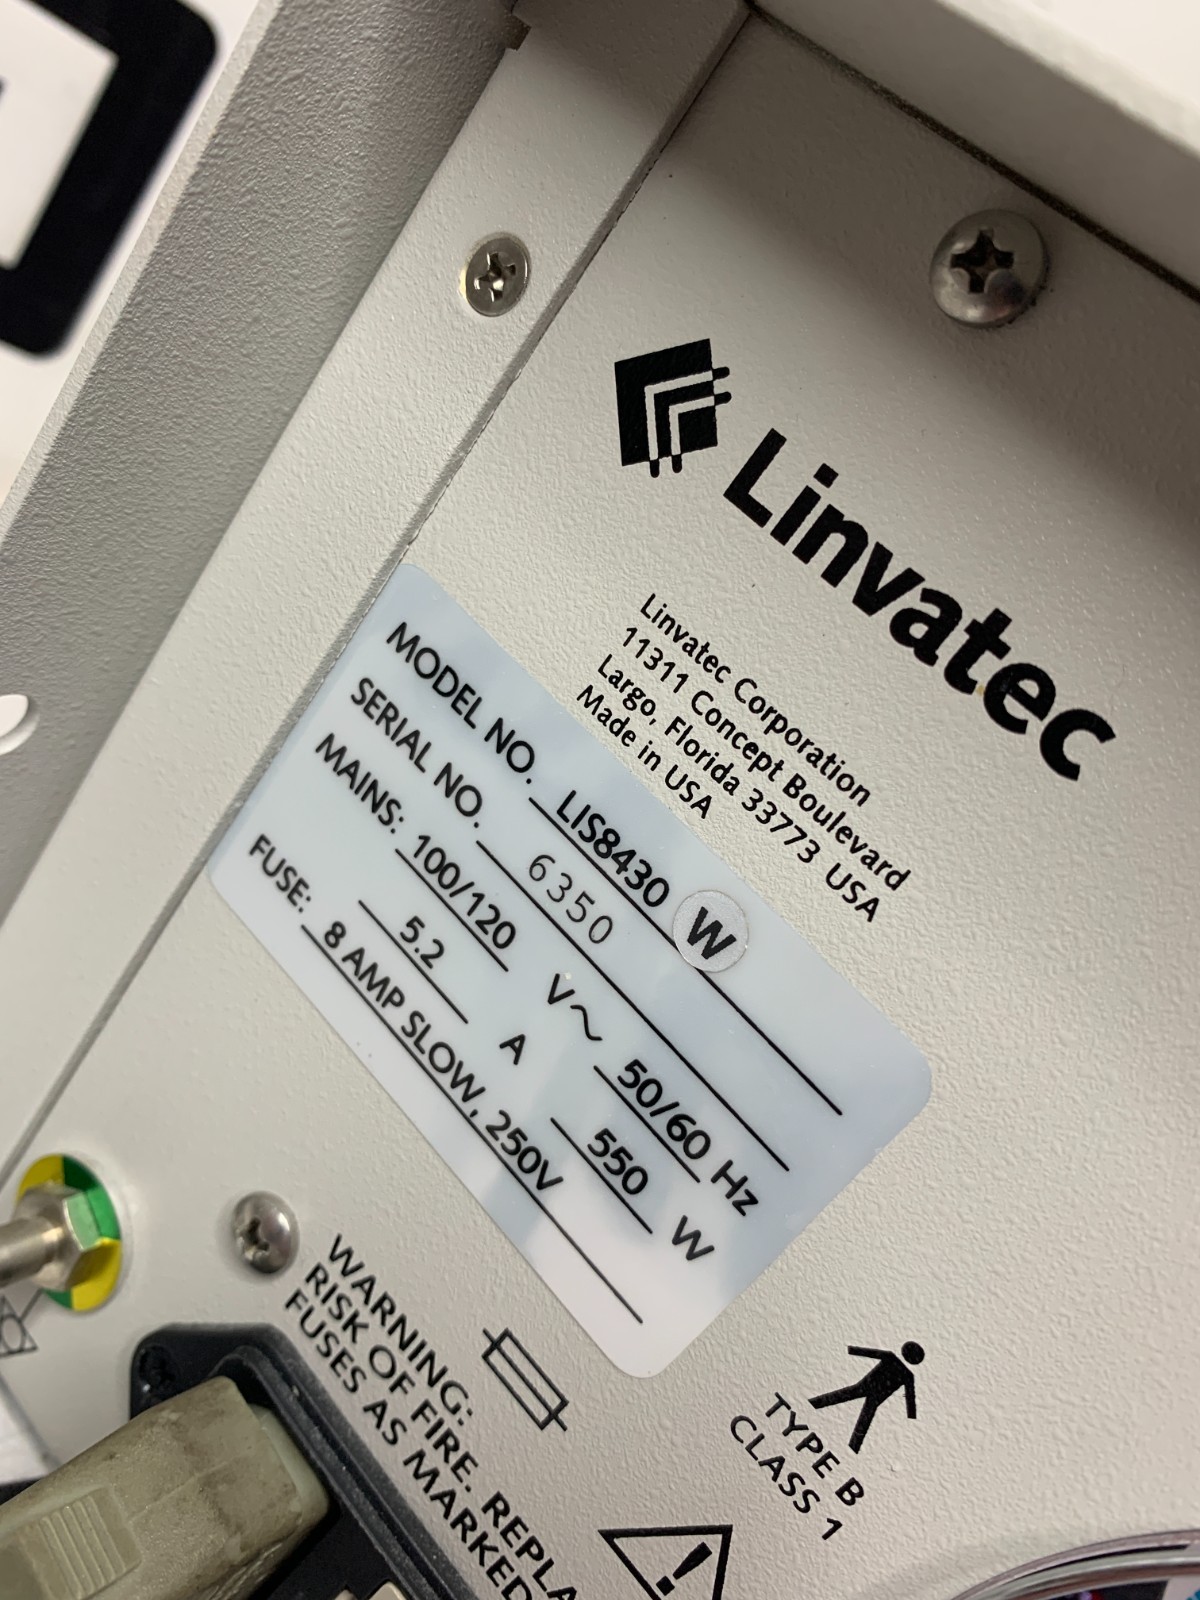 Linvatec
Linvatec Corporation
11311 Concept Boulevard
Largo, Florida 33773 USA
Made in USA
MODEL NO. LIS8430 W
SERIAL NO. 6350
MAINS: 100/120 V~ 50/60 Hz
5.2 A 550 W
FUSE: 8 AMP SLOW, 250V
WARNING:
RISK OF FIRE. REPLA
FUSES AS MARKED
TYPE B
CLASS 1